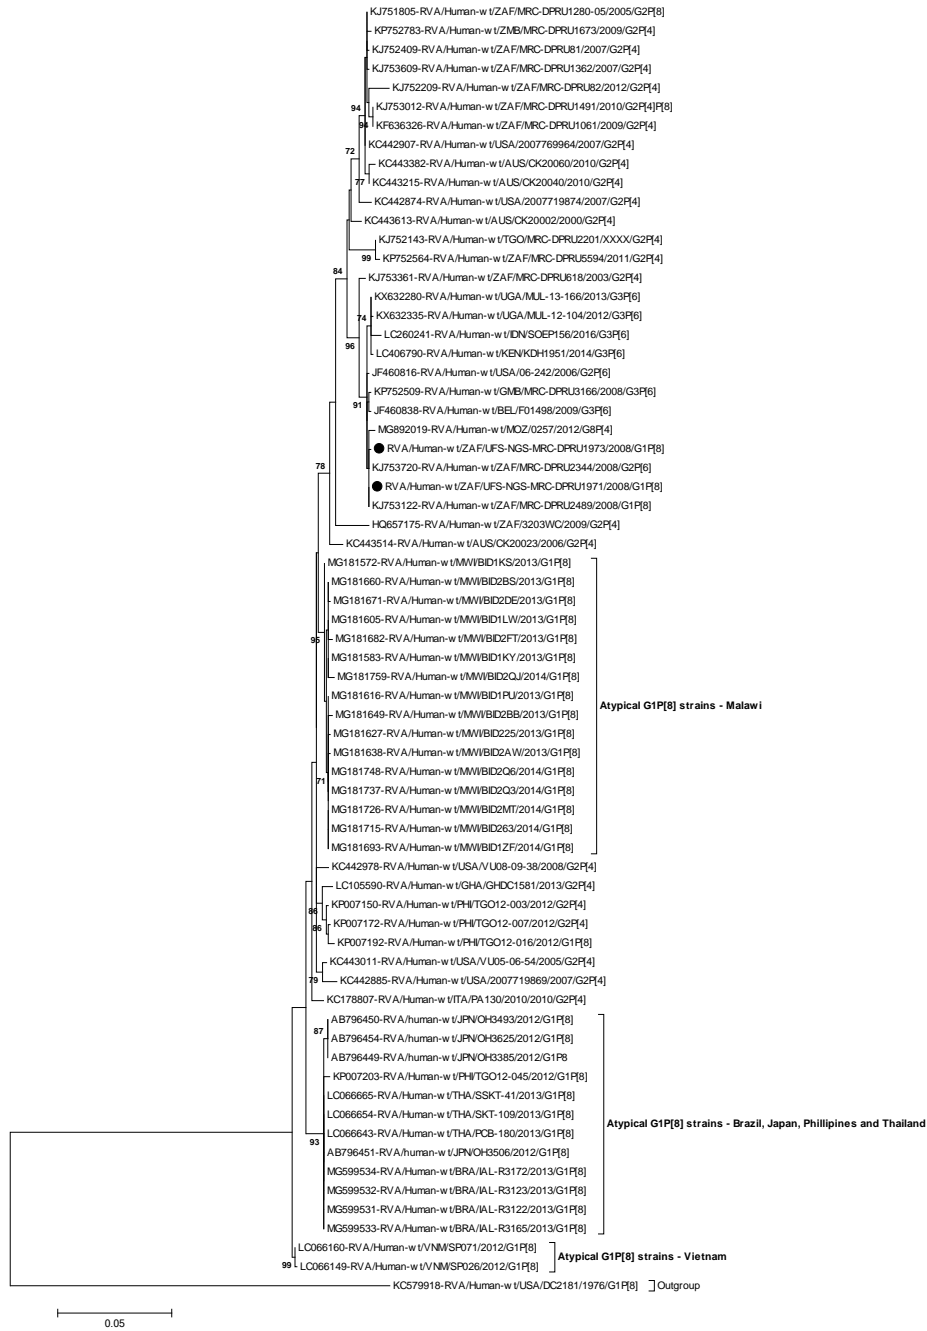 KJ751805-RVA/Human-wt/ZAF/MRC-DPRU1280-05/2005/G2P[8]
KP752783-RVA/Human-wt/ZMB/MRC-DPRU1673/2009/G2P[4]
KJ752409-RVA/Human-wt/ZAF/MRC-DPRU81/2007/G2P[4]
KJ753609-RVA/Human-wt/ZAF/MRC-DPRU1362/2007/G2P[4]
KJ752209-RVA/Human-wt/ZAF/MRC-DPRU82/2012/G2P[4]
94
KJ753012-RVA/Human-wt/ZAF/MRC-DPRU1491/2010/G2P[4]P[8]
94
KF636326-RVA/Human-wt/ZAF/MRC-DPRU1061/2009/G2P[4]
KC442907-RVA/Human-wt/USA/2007769964/2007/G2P[4]
72
KC443382-RVA/Human-wt/AUS/CK20060/2010/G2P[4]
77
KC443215-RVA/Human-wt/AUS/CK20040/2010/G2P[4]
KC442874-RVA/Human-wt/USA/2007719874/2007/G2P[4]
KC443613-RVA/Human-wt/AUS/CK20002/2000/G2P[4]
KJ752143-RVA/Human-wt/TGO/MRC-DPRU2201/XXXX/G2P[4]
99
KP752564-RVA/Human-wt/ZAF/MRC-DPRU5594/2011/G2P[4]
84
KJ753361-RVA/Human-wt/ZAF/MRC-DPRU618/2003/G2P[4]
KX632280-RVA/Human-wt/UGA/MUL-13-166/2013/G3P[6]
74
KX632335-RVA/Human-wt/UGA/MUL-12-104/2012/G3P[6]
LC260241-RVA/Human-wt/IDN/SOEP156/2016/G3P[6]
96
LC406790-RVA/Human-wt/KEN/KDH1951/2014/G3P[6]
JF460816-RVA/Human-wt/USA/06-242/2006/G2P[6]
KP752509-RVA/Human-wt/GMB/MRC-DPRU3166/2008/G3P[6]
91
JF460838-RVA/Human-wt/BEL/F01498/2009/G3P[6]
MG892019-RVA/Human-wt/MOZ/0257/2012/G8P[4]
RVA/Human-wt/ZAF/UFS-NGS-MRC-DPRU1973/2008/G1P[8]
78
KJ753720-RVA/Human-wt/ZAF/MRC-DPRU2344/2008/G2P[6]
RVA/Human-wt/ZAF/UFS-NGS-MRC-DPRU1971/2008/G1P[8]
KJ753122-RVA/Human-wt/ZAF/MRC-DPRU2489/2008/G1P[8]
HQ657175-RVA/Human-wt/ZAF/3203WC/2009/G2P[4]
KC443514-RVA/Human-wt/AUS/CK20023/2006/G2P[4]
MG181572-RVA/Human-wt/MWI/BID1KS/2013/G1P[8]
MG181660-RVA/Human-wt/MWI/BID2BS/2013/G1P[8]
MG181671-RVA/Human-wt/MWI/BID2DE/2013/G1P[8]
MG181605-RVA/Human-wt/MWI/BID1LW/2013/G1P[8]
95
MG181682-RVA/Human-wt/MWI/BID2FT/2013/G1P[8]
MG181583-RVA/Human-wt/MWI/BID1KY/2013/G1P[8]
MG181759-RVA/Human-wt/MWI/BID2QJ/2014/G1P[8]
MG181616-RVA/Human-wt/MWI/BID1PU/2013/G1P[8]
Atypical G1P[8] strains - Malawi
MG181649-RVA/Human-wt/MWI/BID2BB/2013/G1P[8]
MG181627-RVA/Human-wt/MWI/BID225/2013/G1P[8]
MG181638-RVA/Human-wt/MWI/BID2AW/2013/G1P[8]
MG181748-RVA/Human-wt/MWI/BID2Q6/2014/G1P[8]
71
MG181737-RVA/Human-wt/MWI/BID2Q3/2014/G1P[8]
MG181726-RVA/Human-wt/MWI/BID2MT/2014/G1P[8]
MG181715-RVA/Human-wt/MWI/BID263/2014/G1P[8]
MG181693-RVA/Human-wt/MWI/BID1ZF/2014/G1P[8]
KC442978-RVA/Human-wt/USA/VU08-09-38/2008/G2P[4]
LC105590-RVA/Human-wt/GHA/GHDC1581/2013/G2P[4]
86
KP007150-RVA/Human-wt/PHI/TGO12-003/2012/G2P[4]
86
KP007172-RVA/Human-wt/PHI/TGO12-007/2012/G2P[4]
KP007192-RVA/Human-wt/PHI/TGO12-016/2012/G1P[8]
KC443011-RVA/Human-wt/USA/VU05-06-54/2005/G2P[4]
79
KC442885-RVA/Human-wt/USA/2007719869/2007/G2P[4]
KC178807-RVA/Human-wt/ITA/PA130/2010/2010/G2P[4]
AB796450-RVA/human-wt/JPN/OH3493/2012/G1P[8]
87
AB796454-RVA/Human-wt/JPN/OH3625/2012/G1P[8]
AB796449-RVA/human-wt/JPN/OH3385/2012/G1P8
KP007203-RVA/Human-wt/PHI/TGO12-045/2012/G1P[8]
LC066665-RVA/Human-wt/THA/SSKT-41/2013/G1P[8]
LC066654-RVA/Human-wt/THA/SKT-109/2013/G1P[8]
Atypical G1P[8] strains - Brazil, Japan, Phillipines and Thailand
LC066643-RVA/Human-wt/THA/PCB-180/2013/G1P[8]
93
AB796451-RVA/human-wt/JPN/OH3506/2012/G1P[8]
MG599534-RVA/Human-wt/BRA/IAL-R3172/2013/G1P[8]
MG599532-RVA/Human-wt/BRA/IAL-R3123/2013/G1P[8]
MG599531-RVA/Human-wt/BRA/IAL-R3122/2013/G1P[8]
MG599533-RVA/Human-wt/BRA/IAL-R3165/2013/G1P[8]
LC066160-RVA/Human-wt/VNM/SP071/2012/G1P[8]
Atypical G1P[8] strains - Vietnam
99
LC066149-RVA/Human-wt/VNM/SP026/2012/G1P[8]
KC579918-RVA/Human-wt/USA/DC2181/1976/G1P[8]
Outgroup
0.05